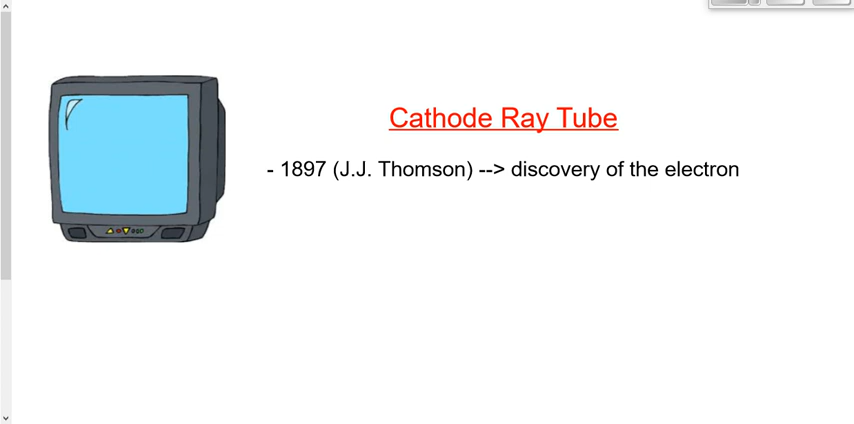 Cathode Ray Tube
- 1897 (J.J. Thomson) --> discovery of the electron